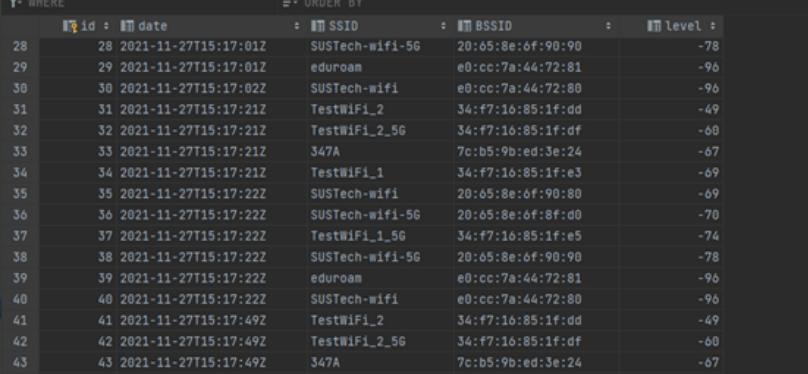 WHERE ORDER BY
id date SSID BSSID level
28 28 2021-11-27T15:17:01Z SUSTech-wifi-5G 20:65:8e:6f:90:90 -78
29 29 2021-11-27T15:17:01Z eduroam e0:cc:7a:44:72:81 -96
30 30 2021-11-27T15:17:02Z SUSTech-wifi e0:cc:7a:44:72:80 -96
31 31 2021-11-27T15:17:21Z TestWiFi_2 34:f7:16:85:1f:dd -49
32 32 2021-11-27T15:17:21Z TestWiFi_2_5G 34:f7:16:85:1f:df -60
33 33 2021-11-27T15:17:21Z 347A 7c:b5:9b:ed:3e:24 -67
34 34 2021-11-27T15:17:21Z TestWiFi_1 34:f7:16:85:1f:e3 -69
35 35 2021-11-27T15:17:22Z SUSTech-wifi 20:65:8e:6f:90:80 -69
36 36 2021-11-27T15:17:22Z SUSTech-wifi-5G 20:65:8e:6f:8f:d0 -70
37 37 2021-11-27T15:17:22Z TestWiFi_1_5G 34:f7:16:85:1f:e5 -74
38 38 2021-11-27T15:17:22Z SUSTech-wifi-5G 20:65:8e:6f:90:90 -78
39 39 2021-11-27T15:17:22Z eduroam e0:cc:7a:44:72:81 -96
40 40 2021-11-27T15:17:22Z SUSTech-wifi e0:cc:7a:44:72:80 -96
41 41 2021-11-27T15:17:49Z TestWiFi_2 34:f7:16:85:1f:dd -49
42 42 2021-11-27T15:17:49Z TestWiFi_2_5G 34:f7:16:85:1f:df -60
43 43 2021-11-27T15:17:49Z 347A 7c:b5:9b:ed:3e:24 -67